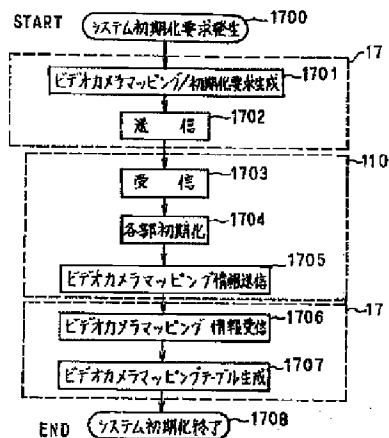 START システム初期化要求発生 1700
17
ビデオカメラマッピング/初期化要求生成 1701
送信 1702
110
受信 1703
各部初期化 1704
ビデオカメラマッピング情報送信 1705
17
ビデオカメラマッピング 情報受信 1706
ビデオカメラマッピングテーブル生成 1707
END システム初期化終了 1708